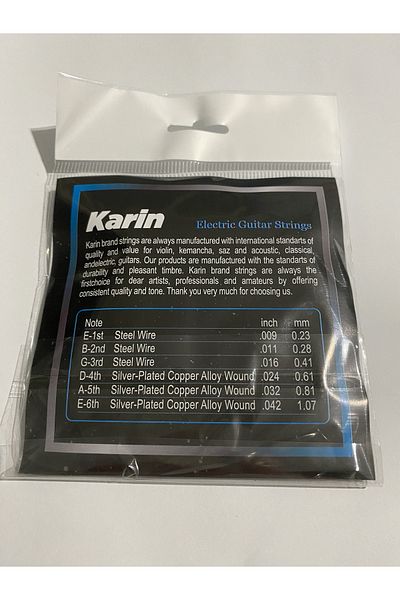 Karin
Electric Guitar Strings
Karin brand strings are always manufactured with international standarts of
quality and value for violin, kemancha, saz and acoustic, classical,
andelectric, guitars. Our products are manufactured with the standarts of
durability and pleasant timbre. Karin brand strings are always the
firstchoice for dear artists, professionals and amateurs by offering
consistent quality and tone. Thank you very much for choosing us.
Note inch mm
E-1st Steel Wire .009 0.23
B-2nd Steel Wire .011 0.28
G-3rd Steel Wire .016 0.41
D-4th Silver-Plated Copper Alloy Wound .024 0.61
A-5th Silver-Plated Copper Alloy Wound .032 0.81
E-6th Silver-Plated Copper Alloy Wound .042 1.07